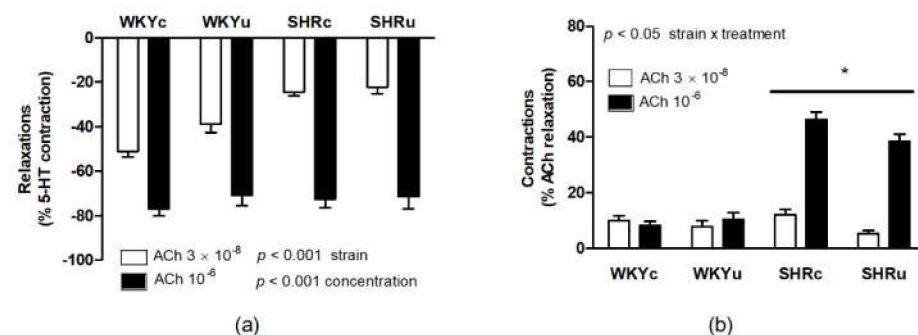 WKYc WKYu SHRc SHRu
0
-20
-40
-60
-80
-100
Relaxations
(% 5-HT contraction)
ACh 3 × 10⁻⁸ p < 0.001 strain
ACh 10⁻⁶ p < 0.001 concentration
(a)
80
60
40
20
0
Contractions
(% ACh relaxation)
p < 0.05 strain x treatment
ACh 3 × 10⁻⁸
ACh 10⁻⁶
*
WKYc WKYu SHRc SHRu
(b)